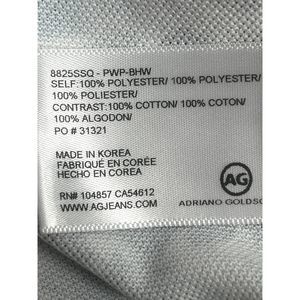 8825SSQ - PWP-BHW
SELF:100% POLYESTER/ 100% POLYESTER/
100% POLIESTER/
CONTRAST:100% COTTON/ 100% COTON/
100% ALGODON/
PO # 31321
MADE IN KOREA
FABRIQUÉ EN CORÉE
HECHO EN COREA
RN# 104857 CA54612
WWW.AGJEANS.COM
AG
ADRIANO GOLDSC